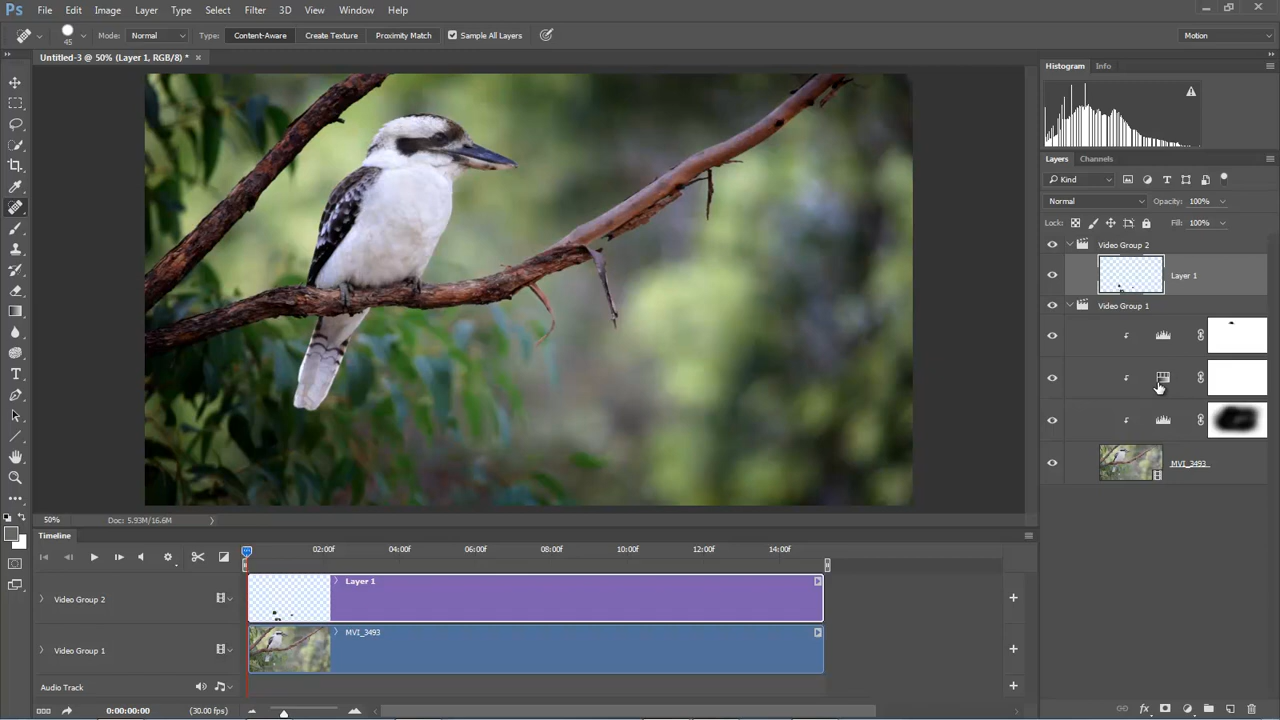 Ps File Edit Image Layer Type Select Filter 3D View Window Help
45 Mode: Normal Type: Content-Aware Create Texture Proximity Match Sample All Layers Motion
Untitled-3 @ 50% (Layer 1, RGB/8) * ×
Histogram Info
Layers Channels
Kind
Normal Opacity: 100%
Lock: Fill: 100%
Video Group 2
Layer 1
Video Group 1
MVI_3493
50% Doc: 5.93M/16.6M
Timeline
02:00f 04:00f 06:00f 08:00f 10:00f 12:00f 14:00f
Video Group 2 Layer 1
Video Group 1 MVI_3493
Audio Track
0:00:00:00 (30.00 fps)